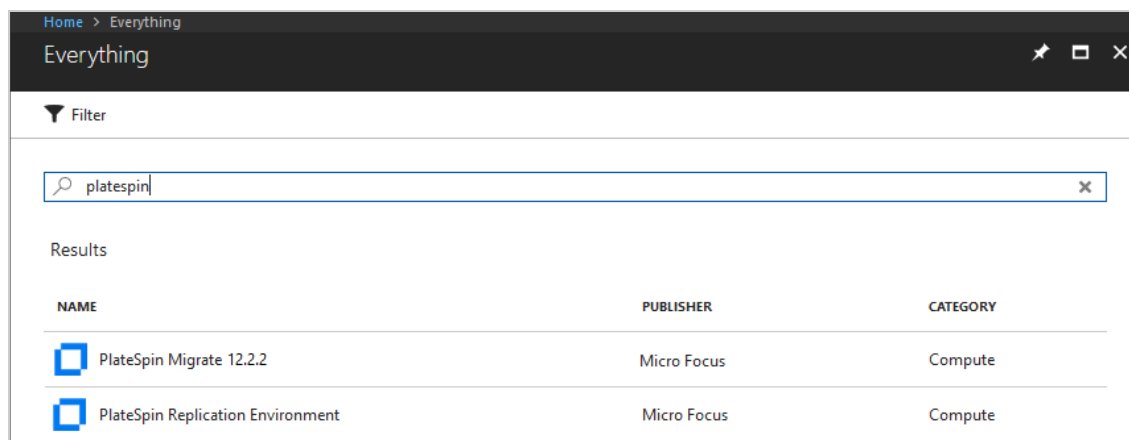 Home > Everything
Everything
Filter
platespin
Results
NAME PUBLISHER CATEGORY
PlateSpin Migrate 12.2.2 Micro Focus Compute
PlateSpin Replication Environment Micro Focus Compute